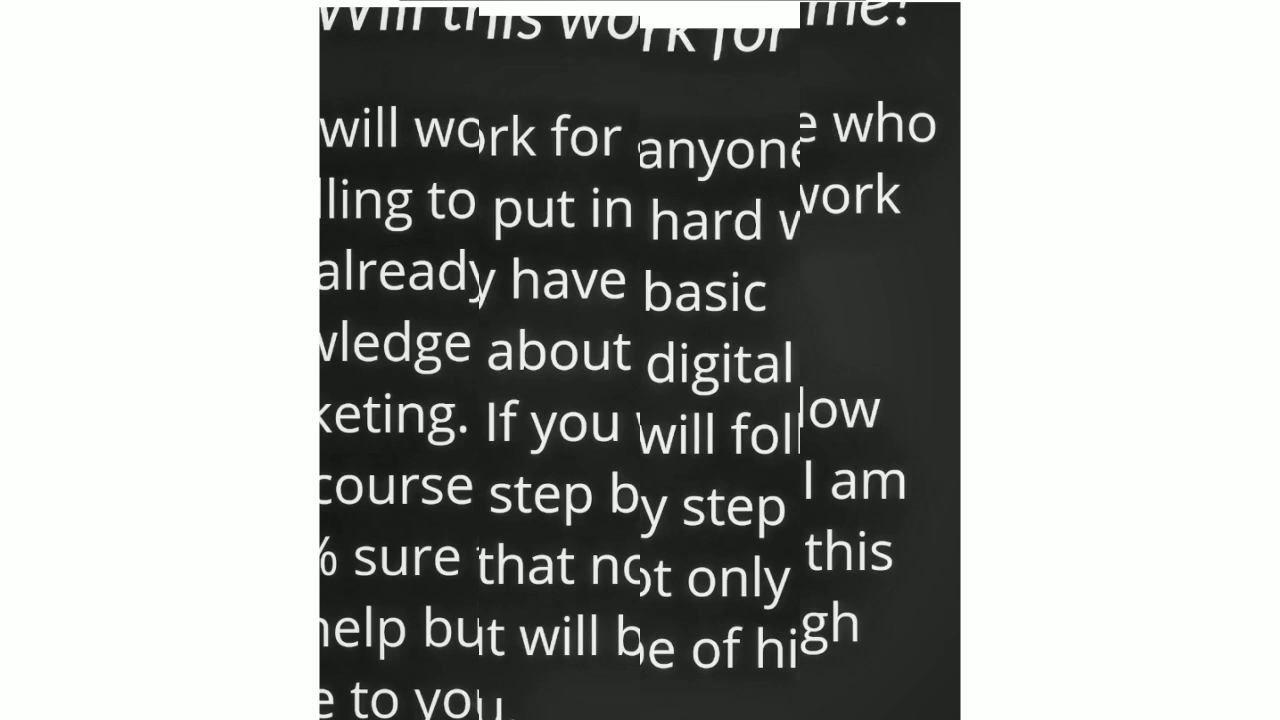 Will this work for me?
will work for anyone who
lling to put in hard work
already have basic
wledge about digital
keting. If you will follow
course step by step I am
% sure that not only this
help but will be of high
e to you.